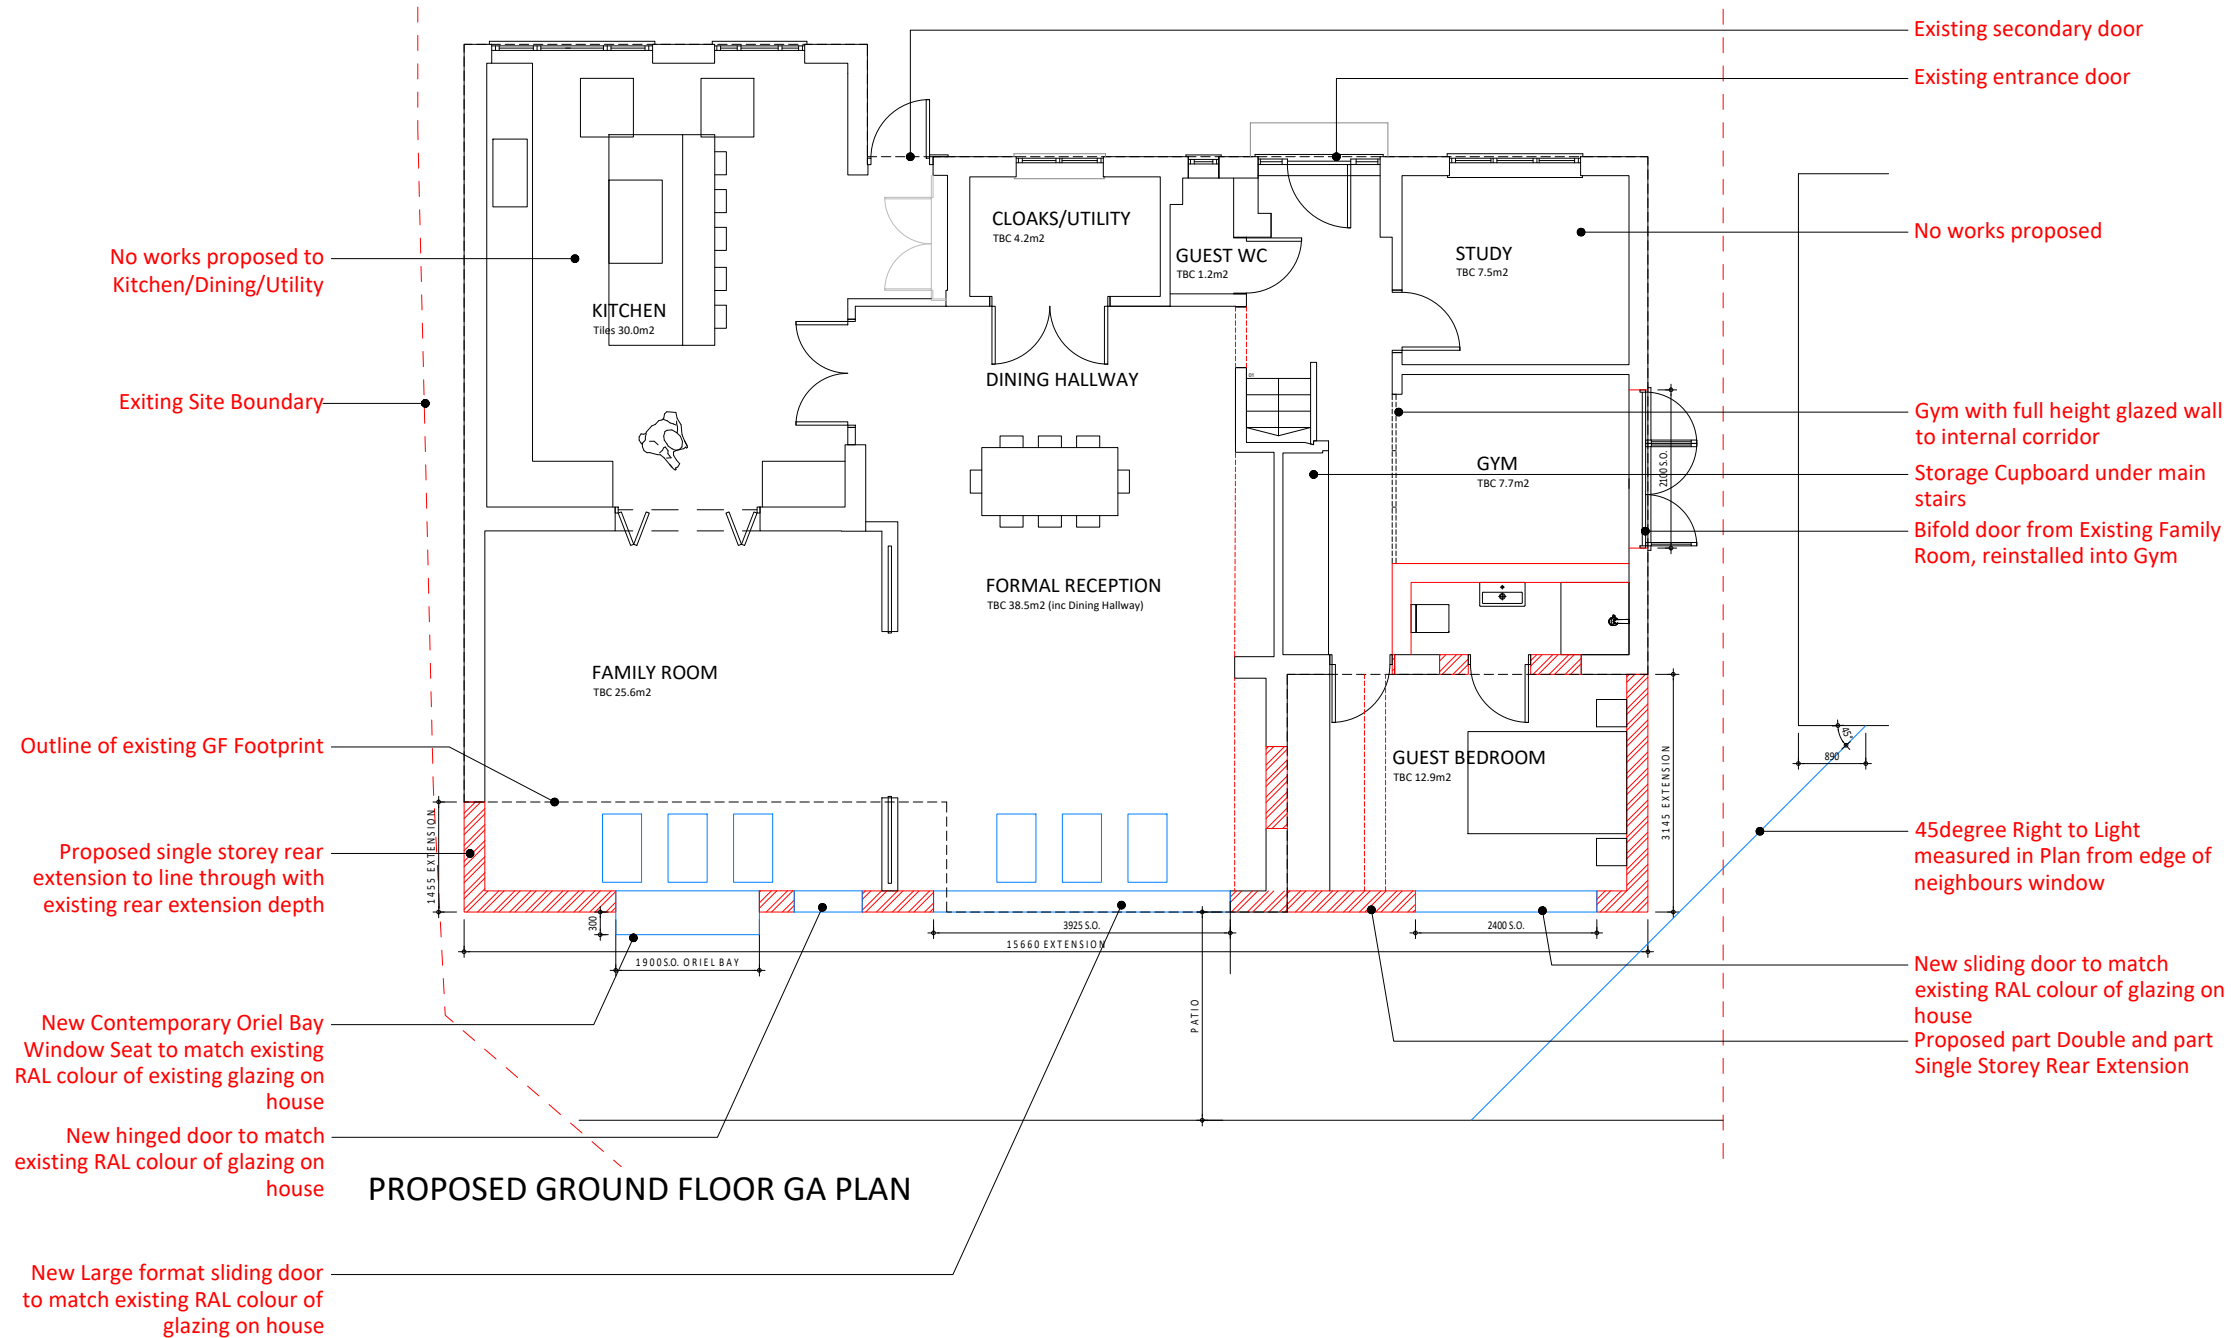 Existing secondary door
Existing entrance door
No works proposed
Gym with full height glazed wall
to internal corridor
Storage Cupboard under main
stairs
Bifold door from Existing Family
Room, reinstalled into Gym
45degree Right to Light
measured in Plan from edge of
neighbours window
New sliding door to match
existing RAL colour of glazing on
house
Proposed part Double and part
Single Storey Rear Extension
No works proposed to
Kitchen/Dining/Utility
Exiting Site Boundary
Outline of existing GF Footprint
Proposed single storey rear
extension to line through with
existing rear extension depth
New Contemporary Oriel Bay
Window Seat to match existing
RAL colour of existing glazing on
house
New hinged door to match
existing RAL colour of glazing on
house
New Large format sliding door
to match existing RAL colour of
glazing on house
CLOAKS/UTILITY
TBC 4.2m2
GUEST WC
TBC 1.2m2
STUDY
TBC 7.5m2
KITCHEN
Tiles 30.0m2
DINING HALLWAY
01
GYM
TBC 7.7m2
2100 S.O.
FORMAL RECEPTION
TBC 38.5m2 (inc Dining Hallway)
FAMILY ROOM
TBC 25.6m2
GUEST BEDROOM
TBC 12.9m2
3145 EXTENSION
45°
890
1455 EXTENSION
300
3925 S.O.
2400 S.O.
15660 EXTENSION
1900S.O. ORIEL BAY
PATIO
PROPOSED GROUND FLOOR GA PLAN